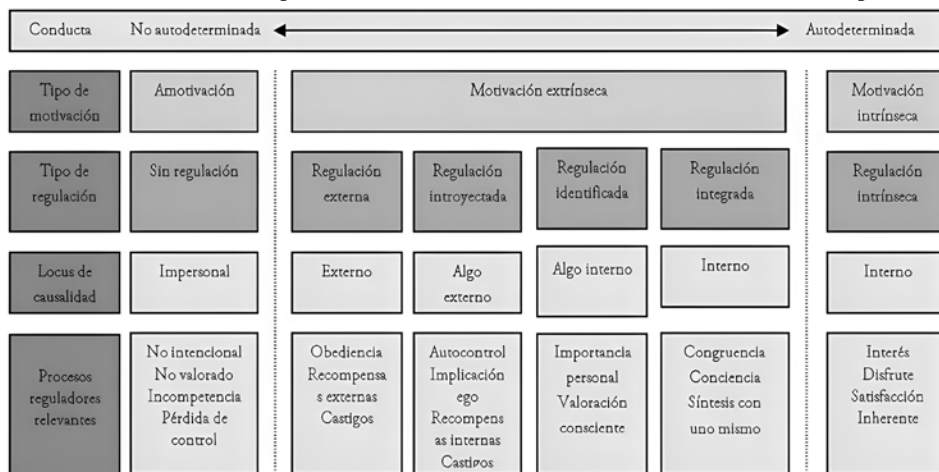 Conducta No autodeterminada Autodeterminada
Tipo de
motivación
Amotivación
Motivación extrínseca
Motivación
intrínseca
Tipo de
regulación
Sin regulación
Regulación
externa
Regulación
introyectada
Regulación
identificada
Regulación
integrada
Regulación
intrínseca
Locus de
causalidad
Impersonal
Externo
Algo
externo
Algo interno
Interno
Interno
Procesos
reguladores
relevantes
No intencional
No valorado
Incompetencia
Pérdida de
control
Obediencia
Recompensa
s externas
Castigos
Autocontrol
Implicación
ego
Recompens
as internas
Castigos
Importancia
personal
Valoración
consciente
Congruencia
Conciencia
Síntesis con
uno mismo
Interés
Disfrute
Satisfacción
Inherente